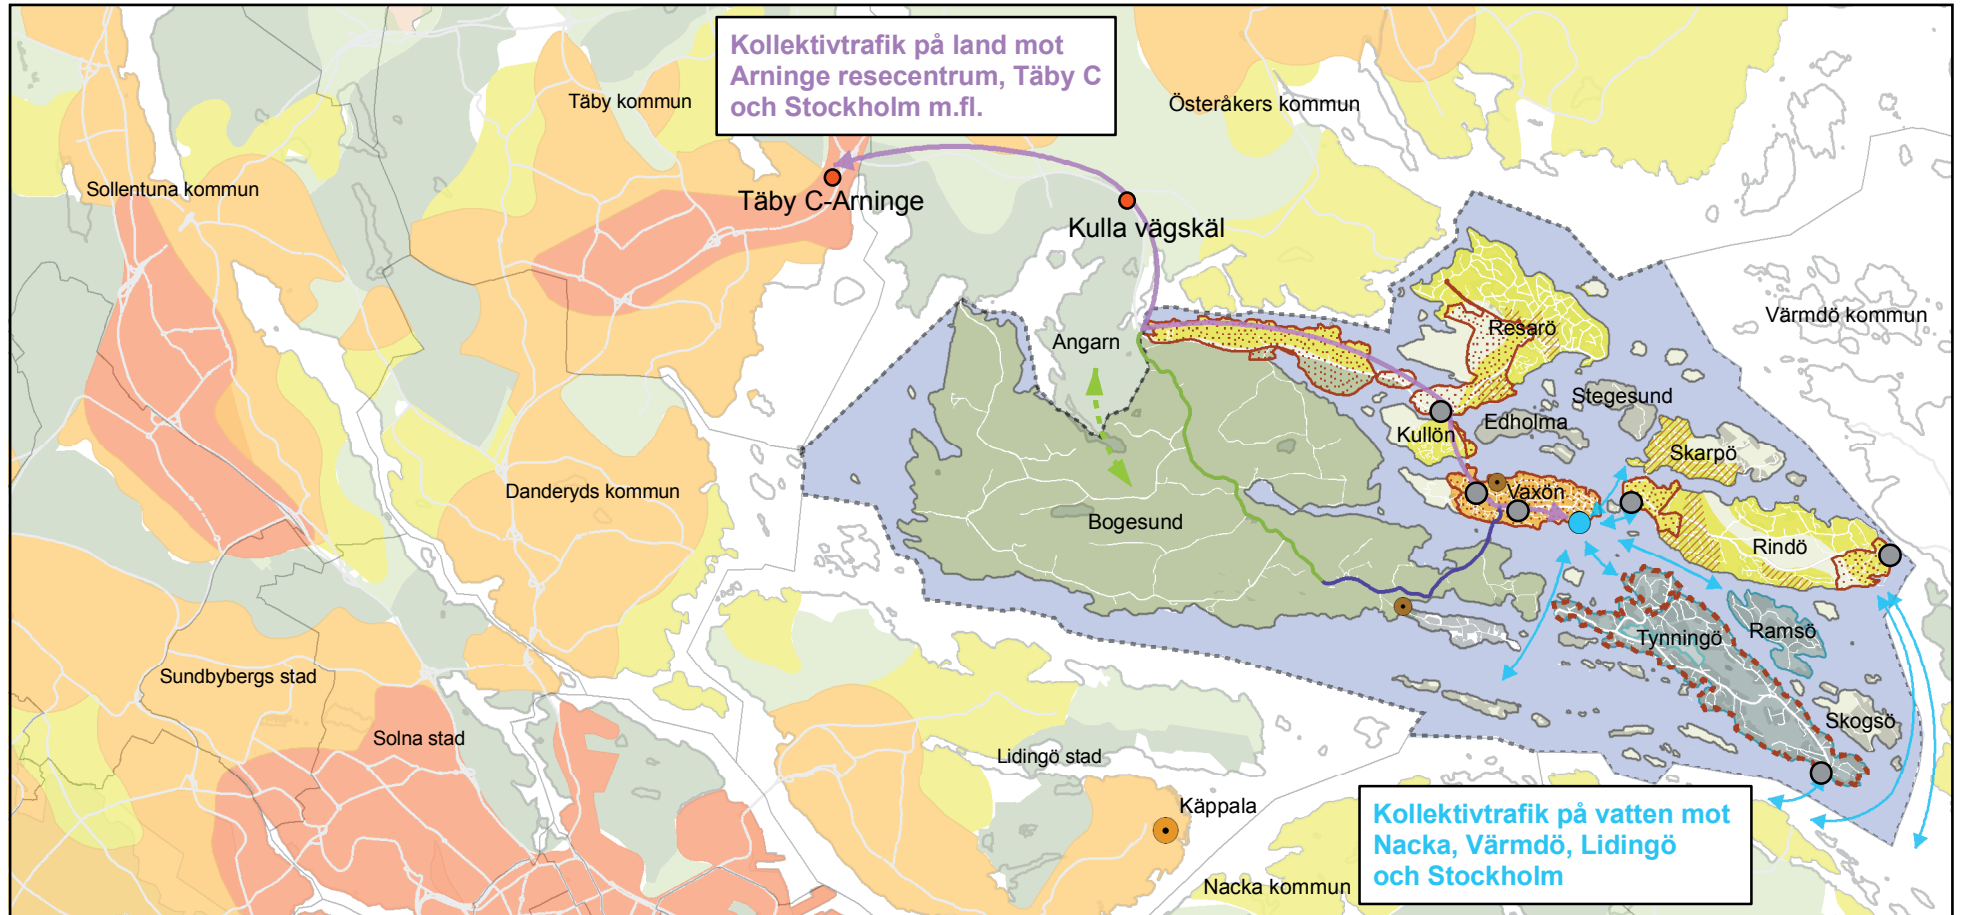 Kollektivtrafik på land mot
Arninge resecentrum, Täby C
och Stockholm m.fl.
Täby kommun
Österåkers kommun
Sollentuna kommun
Täby C-Arninge
Kulla vägskäl
Värmdö kommun
Resarö
Angarn
Stegesund
Edholma
Kullön
Skarpö
Danderyds kommun
Vaxön
Bogesund
Rindö
Ramsö
Tynningö
Sundbybergs stad
Skogsö
Solna stad
Lidingö stad
Käppala
Kollektivtrafik på vatten mot
Nacka, Värmdö, Lidingö
och Stockholm
Nacka kommun